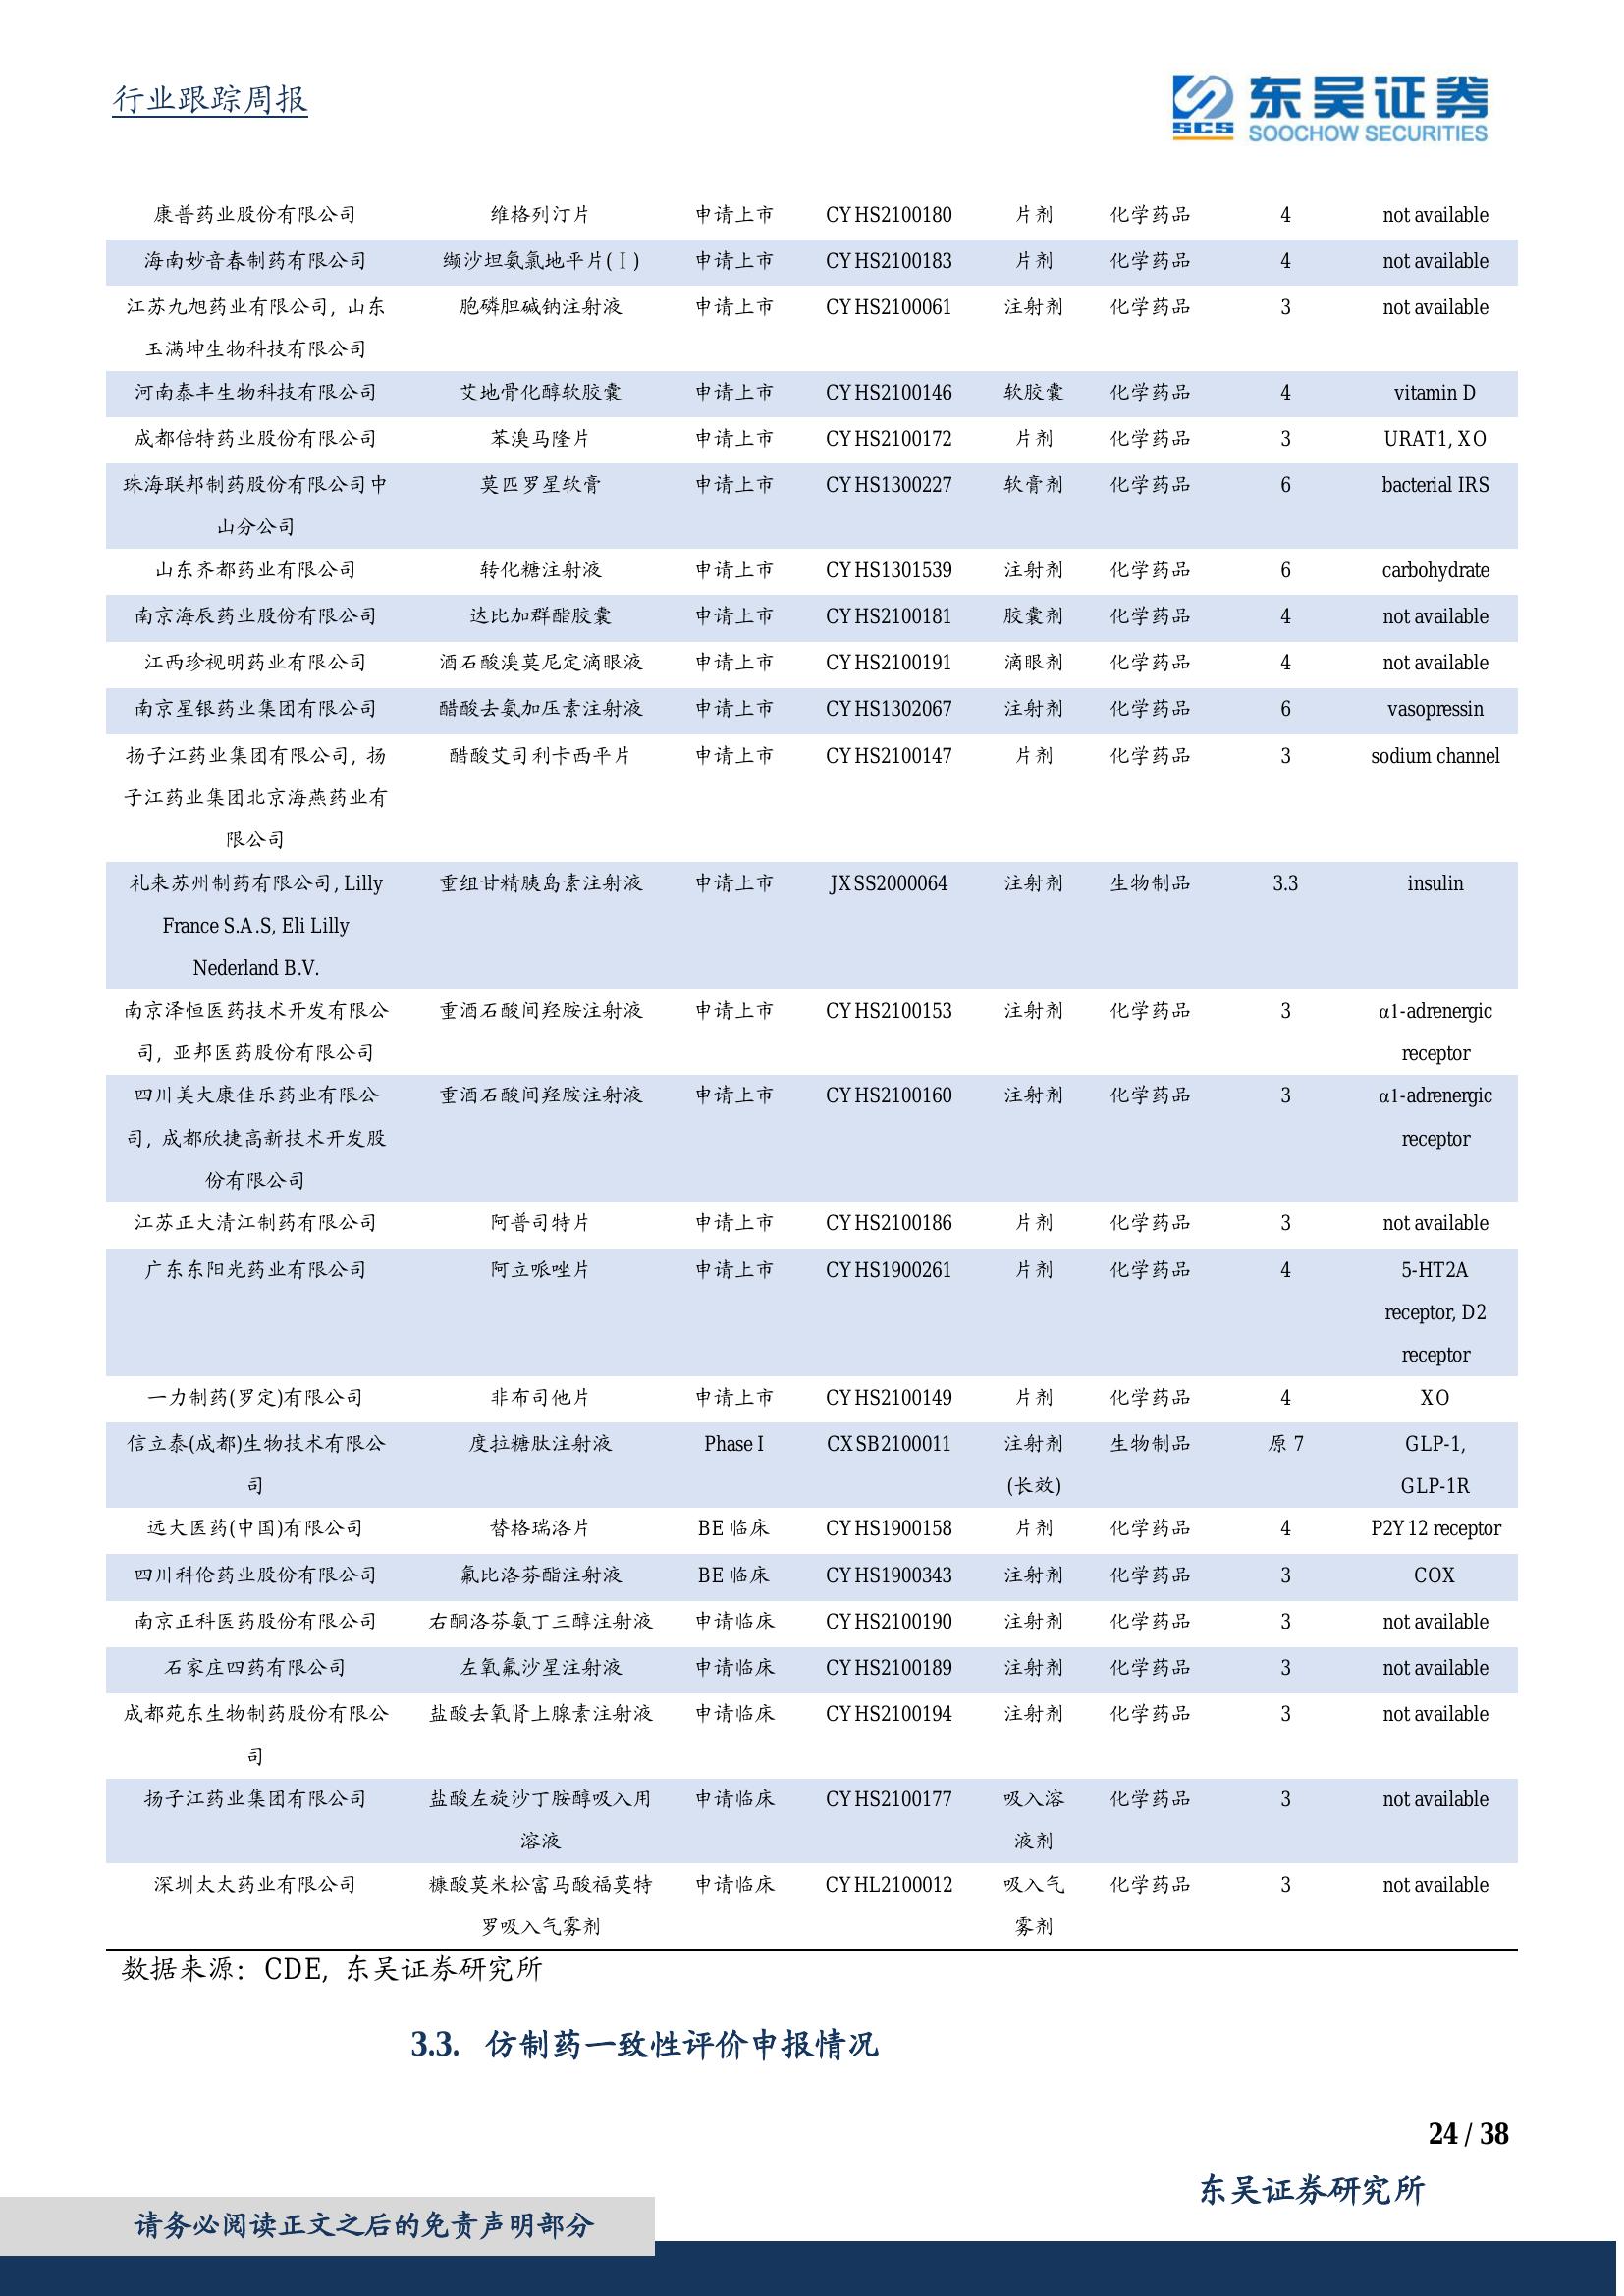 行业跟踪周报
SCS
东吴证券
SOOCHOW SECURITIES
康普药业股份有限公司 维格列汀片 申请上市 CYHS2100180 片剂 化学药品 4 not available
海南妙音春制药有限公司 缬沙坦氨氯地平片(Ⅰ) 申请上市 CYHS2100183 片剂 化学药品 4 not available
江苏九旭药业有限公司, 山东 胞磷胆碱钠注射液 申请上市 CYHS2100061 注射剂 化学药品 3 not available
玉满坤生物科技有限公司
河南泰丰生物科技有限公司 艾地骨化醇软胶囊 申请上市 CYHS2100146 软胶囊 化学药品 4 vitamin D
成都倍特药业股份有限公司 苯溴马隆片 申请上市 CYHS2100172 片剂 化学药品 3 URAT1, XO
珠海联邦制药股份有限公司中 莫匹罗星软膏 申请上市 CYHS1300227 软膏剂 化学药品 6 bacterial IRS
山分公司
山东齐都药业有限公司 转化糖注射液 申请上市 CYHS1301539 注射剂 化学药品 6 carbohydrate
南京海辰药业股份有限公司 达比加群酯胶囊 申请上市 CYHS2100181 胶囊剂 化学药品 4 not available
江西珍视明药业有限公司 酒石酸溴莫尼定滴眼液 申请上市 CYHS2100191 滴眼剂 化学药品 4 not available
南京星银药业集团有限公司 醋酸去氨加压素注射液 申请上市 CYHS1302067 注射剂 化学药品 6 vasopressin
扬子江药业集团有限公司, 扬 醋酸艾司利卡西平片 申请上市 CYHS2100147 片剂 化学药品 3 sodium channel
子江药业集团北京海燕药业有
限公司
礼来苏州制药有限公司, Lilly 重组甘精胰岛素注射液 申请上市 JXSS2000064 注射剂 生物制品 3.3 insulin
France S.A.S, Eli Lilly
Nederland B.V.
南京泽恒医药技术开发有限公 重酒石酸间羟胺注射液 申请上市 CYHS2100153 注射剂 化学药品 3 α1-adrenergic
司, 亚邦医药股份有限公司 receptor
四川美大康佳乐药业有限公 重酒石酸间羟胺注射液 申请上市 CYHS2100160 注射剂 化学药品 3 α1-adrenergic
司, 成都欣捷高新技术开发股 receptor
份有限公司
江苏正大清江制药有限公司 阿普司特片 申请上市 CYHS2100186 片剂 化学药品 3 not available
广东东阳光药业有限公司 阿立哌唑片 申请上市 CYHS1900261 片剂 化学药品 4 5-HT2A
receptor, D2
receptor
一力制药(罗定)有限公司 非布司他片 申请上市 CYHS2100149 片剂 化学药品 4 XO
信立泰(成都)生物技术有限公 度拉糖肽注射液 Phase I CXSB2100011 注射剂 生物制品 原 7 GLP-1,
司 (长效) GLP-1R
远大医药(中国)有限公司 替格瑞洛片 BE 临床 CYHS1900158 片剂 化学药品 4 P2Y12 receptor
四川科伦药业股份有限公司 氟比洛芬酯注射液 BE 临床 CYHS1900343 注射剂 化学药品 3 COX
南京正科医药股份有限公司 右酮洛芬氨丁三醇注射液 申请临床 CYHS2100190 注射剂 化学药品 3 not available
石家庄四药有限公司 左氧氟沙星注射液 申请临床 CYHS2100189 注射剂 化学药品 3 not available
成都苑东生物制药股份有限公 盐酸去氧肾上腺素注射液 申请临床 CYHS2100194 注射剂 化学药品 3 not available
司
扬子江药业集团有限公司 盐酸左旋沙丁胺醇吸入用 申请临床 CYHS2100177 吸入溶 化学药品 3 not available
溶液 液剂
深圳太太药业有限公司 糠酸莫米松富马酸福莫特 申请临床 CYHL2100012 吸入气 化学药品 3 not available
罗吸入气雾剂 雾剂
数据来源：CDE, 东吴证券研究所
3.3. 仿制药一致性评价申报情况
24 / 38
东吴证券研究所
请务必阅读正文之后的免责声明部分